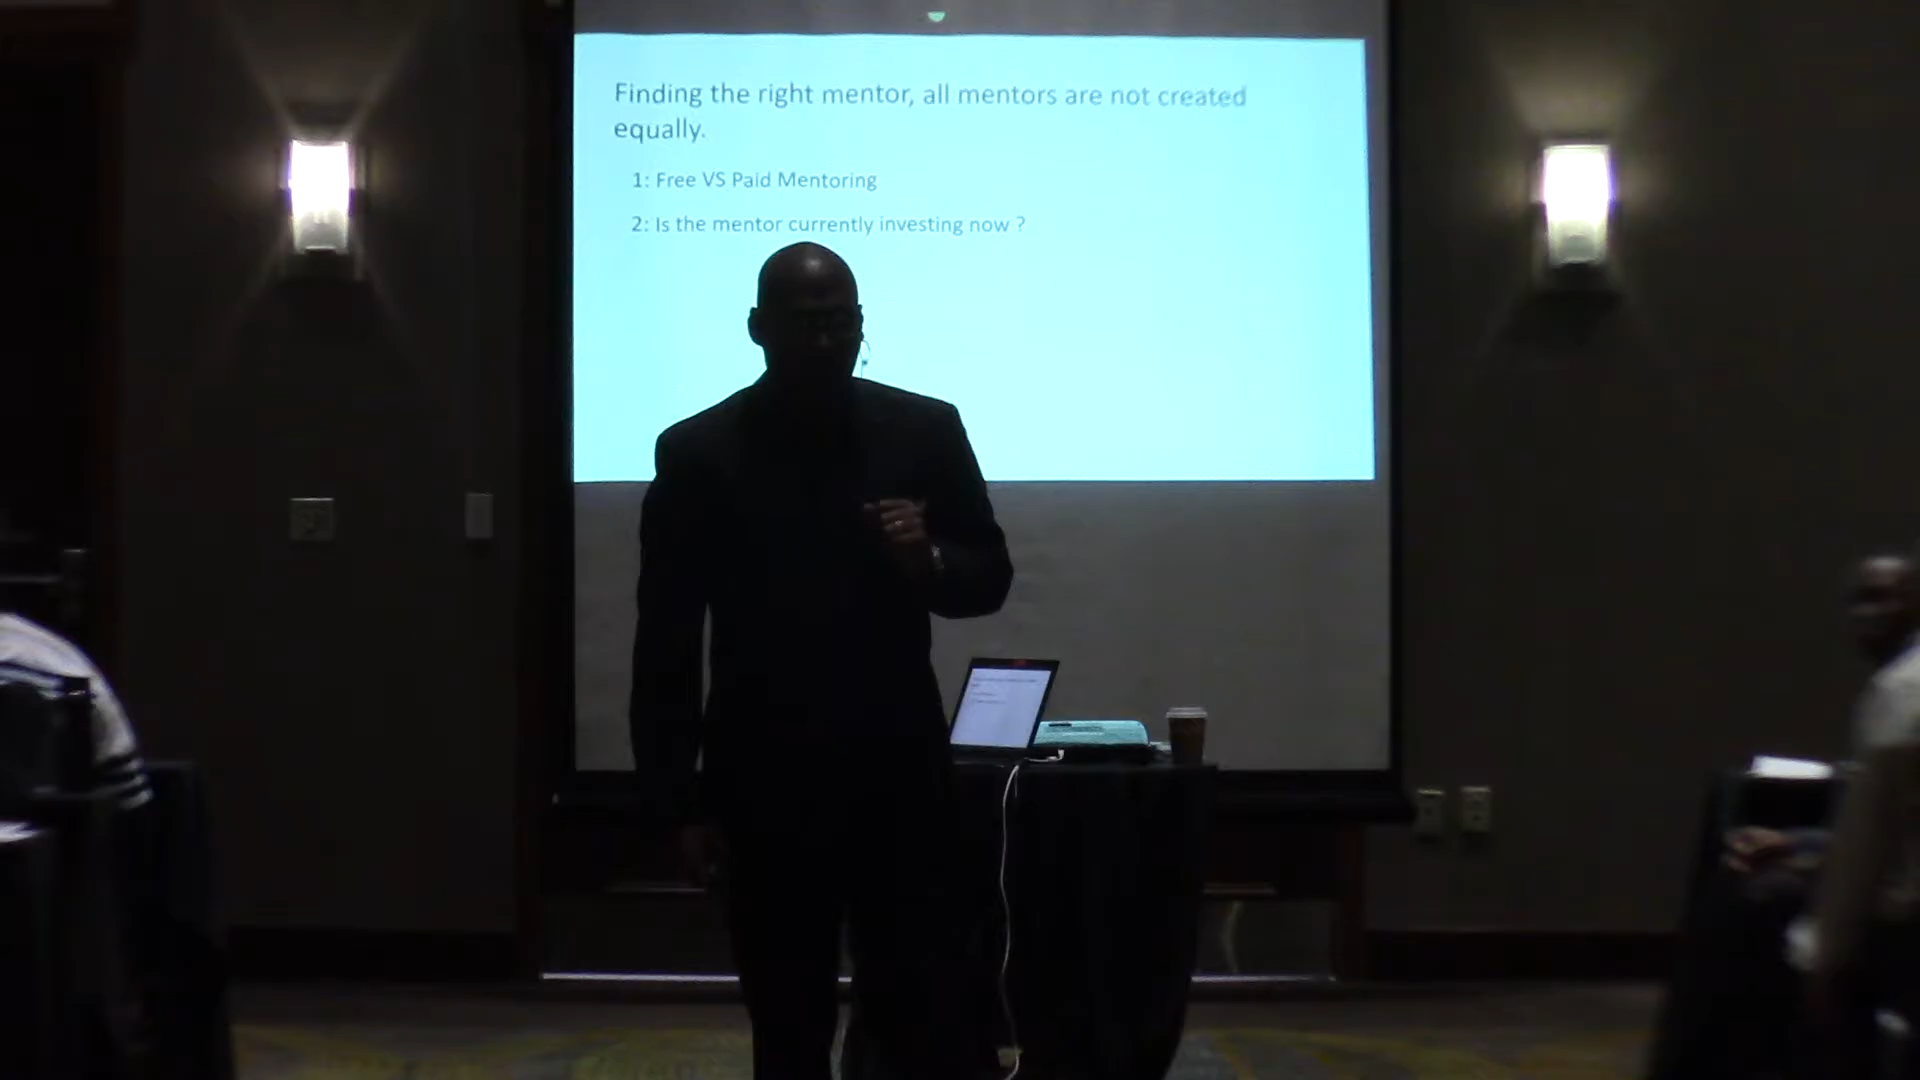 Finding the right mentor, all mentors are not created
equally.
1: Free VS Paid Mentoring
2: Is the mentor currently investing now ?